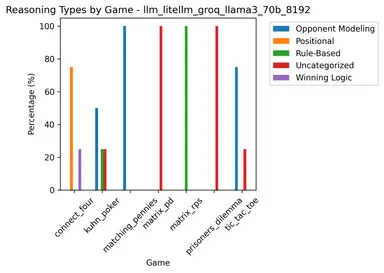 Reasoning Types by Game - llm_litellm_groq_llama3_70b_8192
Opponent Modeling
Positional
Rule-Based
Uncategorized
Winning Logic
Percentage (%)
100
80
60
40
20
0
connect_four
kuhn_poker
matching_pennies
matrix_pd
matrix_rps
prisoners_dilemma
tic_tac_toe
Game